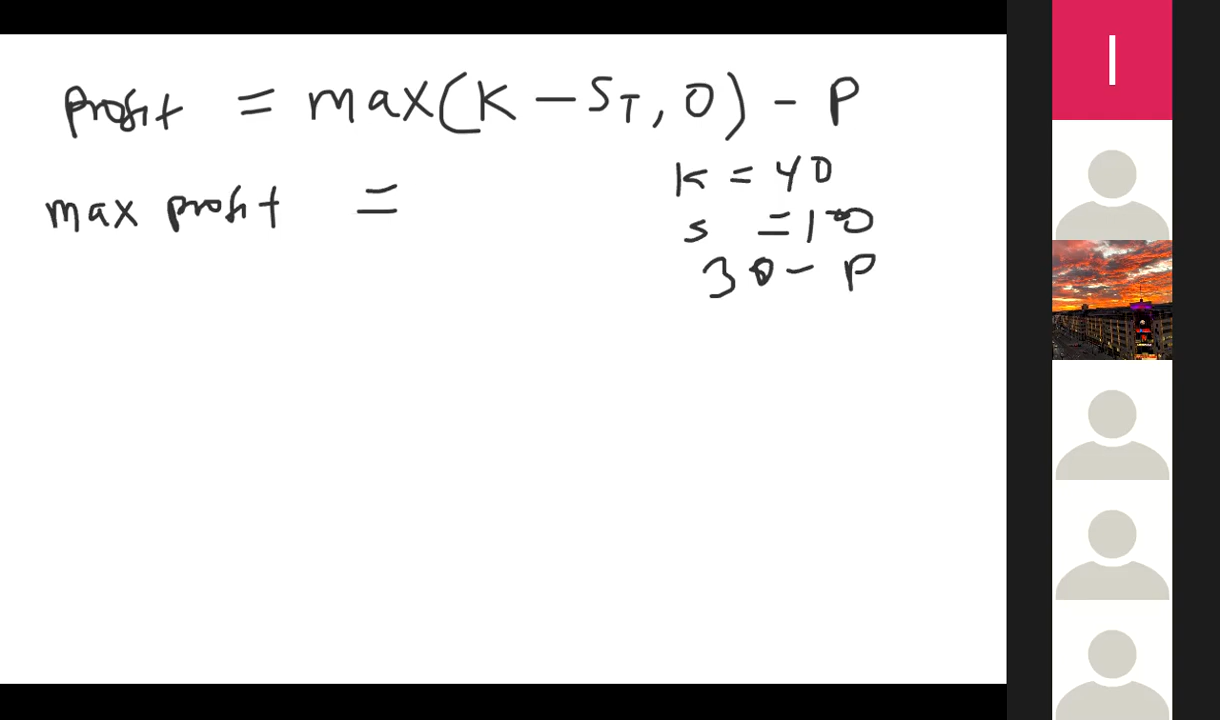 profit = max(K - S_T, 0) - P
max profit =
K = 40
S = 10
30 - P